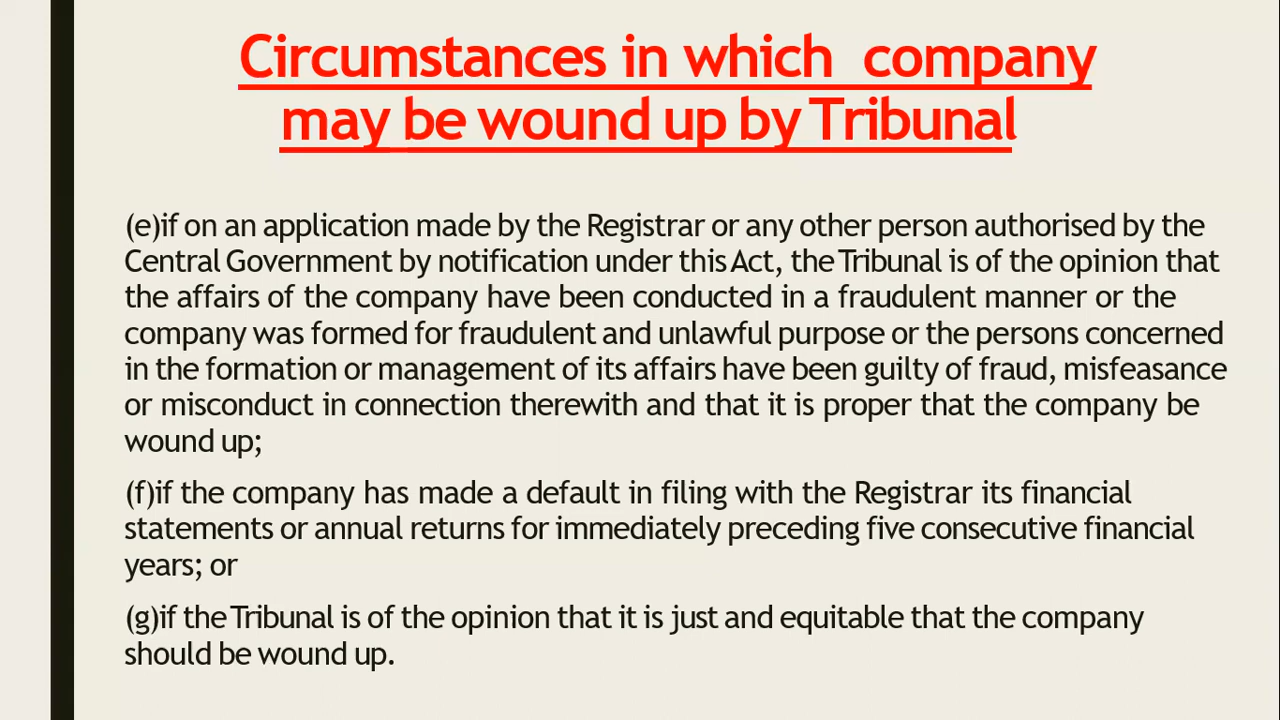 Circumstances in which company
may be wound up by Tribunal
(e)if on an application made by the Registrar or any other person authorised by the
Central Government by notification under this Act, the Tribunal is of the opinion that
the affairs of the company have been conducted in a fraudulent manner or the
company was formed for fraudulent and unlawful purpose or the persons concerned
in the formation or management of its affairs have been guilty of fraud, misfeasance
or misconduct in connection therewith and that it is proper that the company be
wound up;
(f)if the company has made a default in filing with the Registrar its financial
statements or annual returns for immediately preceding five consecutive financial
years; or
(g)if the Tribunal is of the opinion that it is just and equitable that the company
should be wound up.